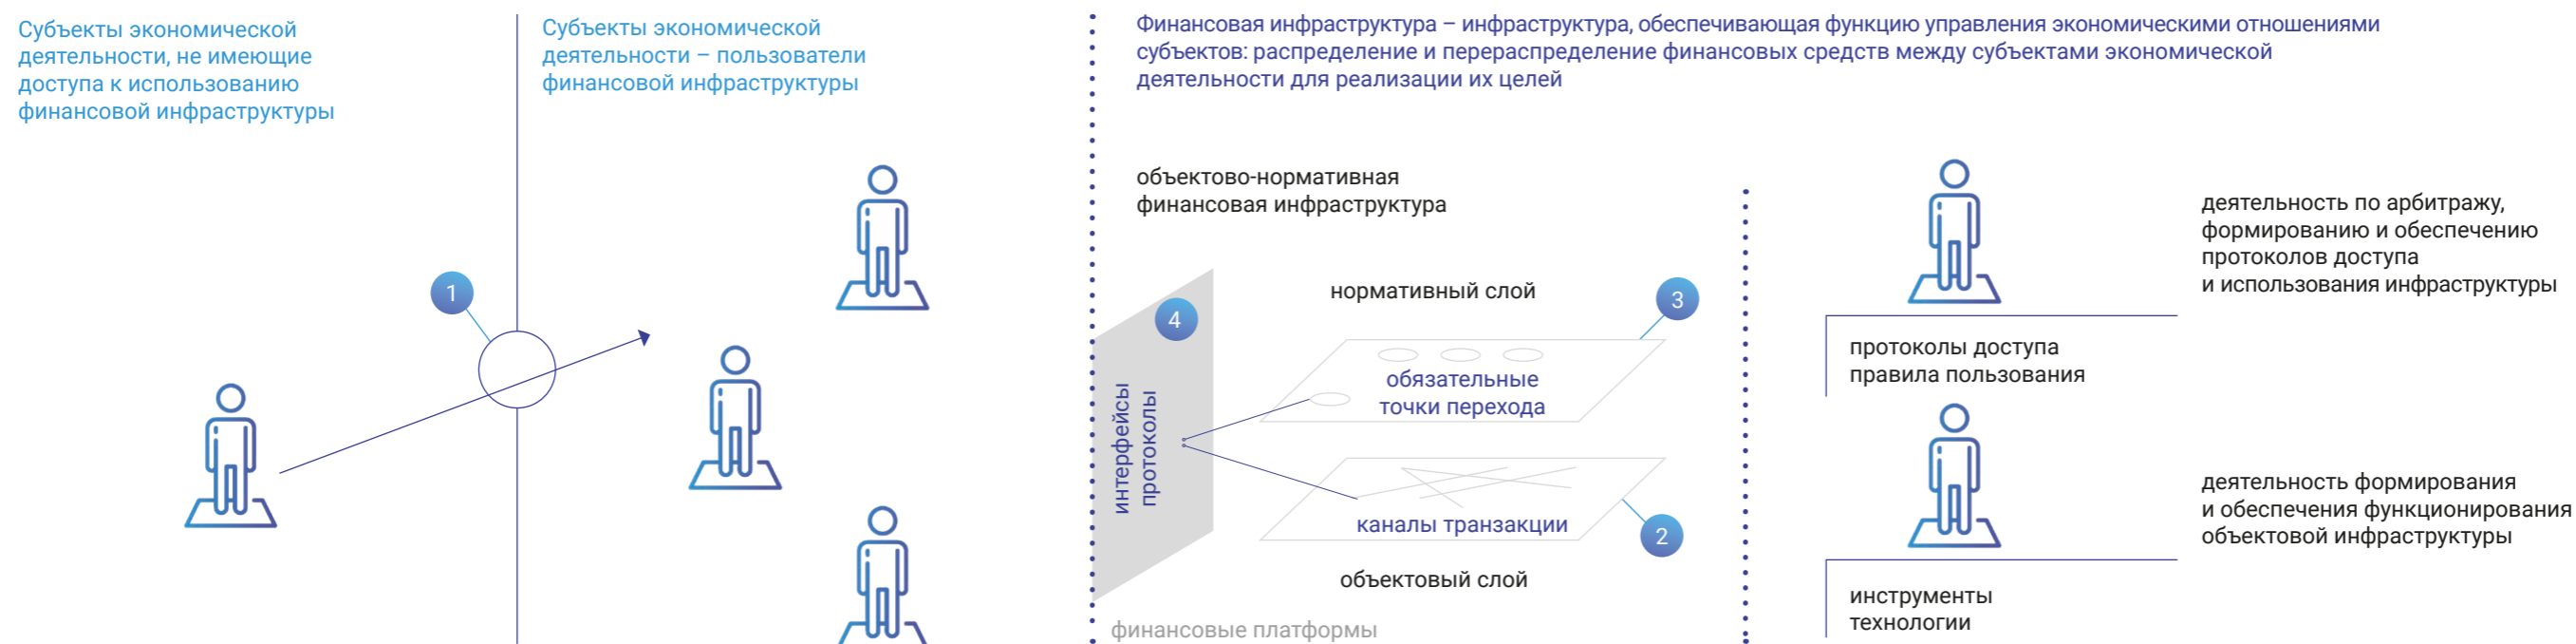 Субъекты экономической
деятельности, не имеющие
доступа к использованию
финансовой инфраструктуры
Субъекты экономической
деятельности – пользователи
финансовой инфраструктуры
Финансовая инфраструктура – инфраструктура, обеспечивающая функцию управления экономическими отношениями
субъектов: распределение и перераспределение финансовых средств между субъектами экономической
деятельности для реализации их целей
1
объектово-нормативная
финансовая инфраструктура
нормативный слой
3
4
интерфейсы
протоколы
обязательные
точки перехода
каналы транзакции
2
объектовый слой
финансовые платформы
деятельность по арбитражу,
формированию и обеспечению
протоколов доступа
и использования инфраструктуры
протоколы доступа
правила пользования
деятельность формирования
и обеспечения функционирования
объектовой инфраструктуры
инструменты
технологии